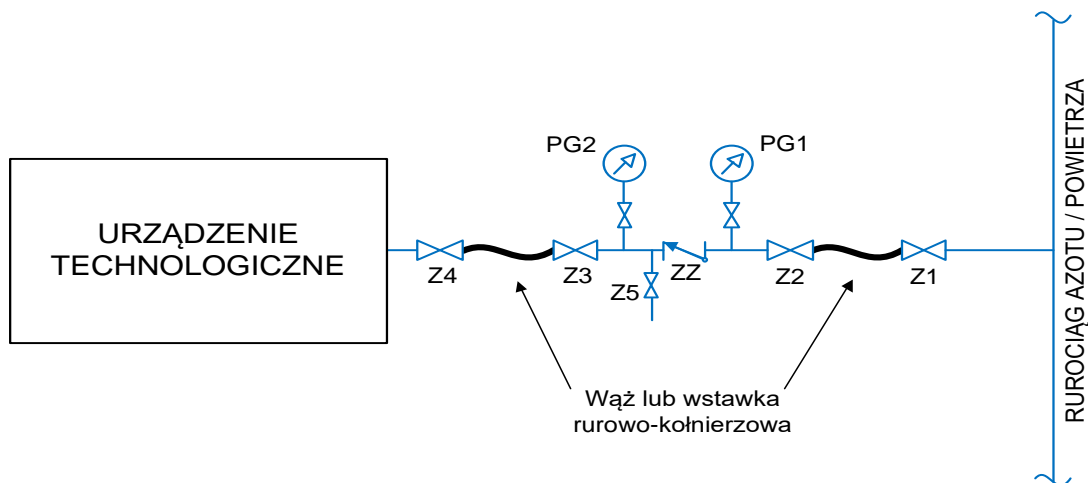 PG2
PG1
URZĄDZENIE
TECHNOLOGICZNE
Z4
Z3
Z5
ZZ
Z2
Z1
Wąż lub wstawka
rurowo-kołnierzowa
RUROCIĄG AZOTU / POWIETRZA